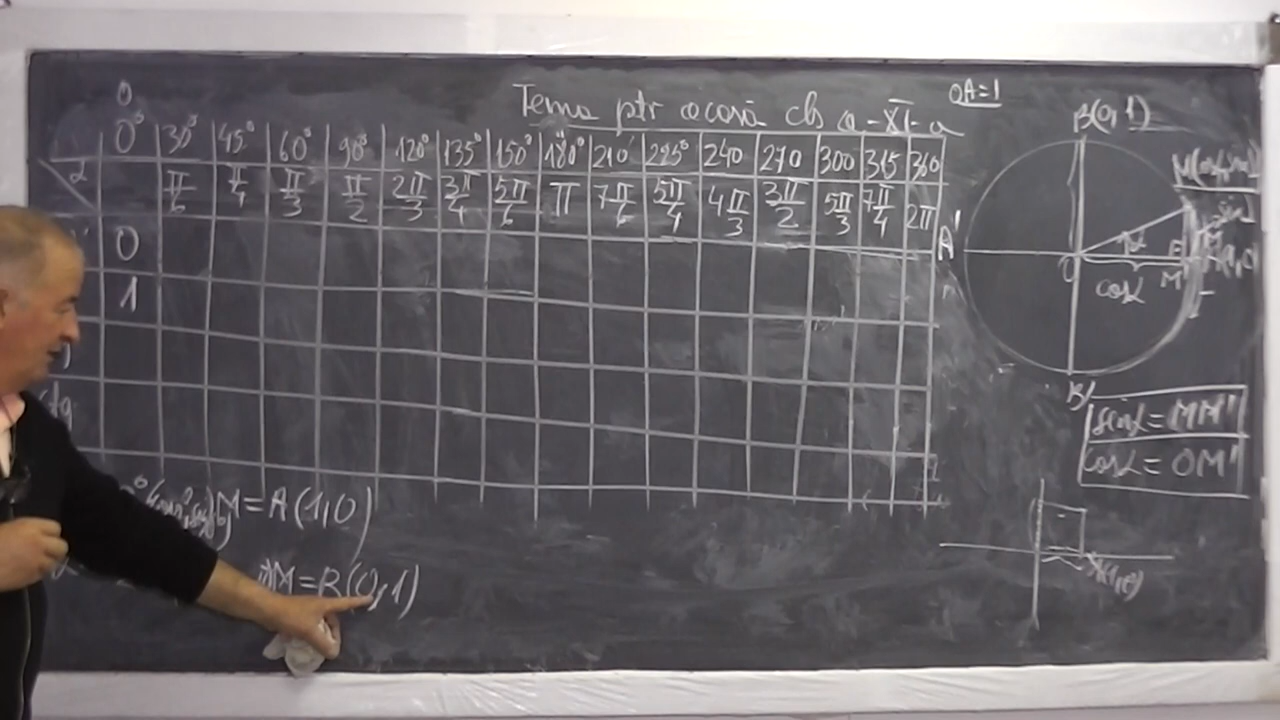 Tema ptr acasă cls a-XI-a
0
0° 30° 45° 60° 90° 120° 135° 150° 180° 210° 225° 240 270 300 315 360
α π/6 π/4 π/3 π/2 2π/3 3π/4 5π/6 π 7π/6 5π/4 4π/3 3π/2 5π/3 7π/4 2π
0
1
M=A(1,0)
M=B(0,1)
OA=1
B(0,1)
A'
O
cosα
M'
B'
sinα=MM'
cosα=OM'